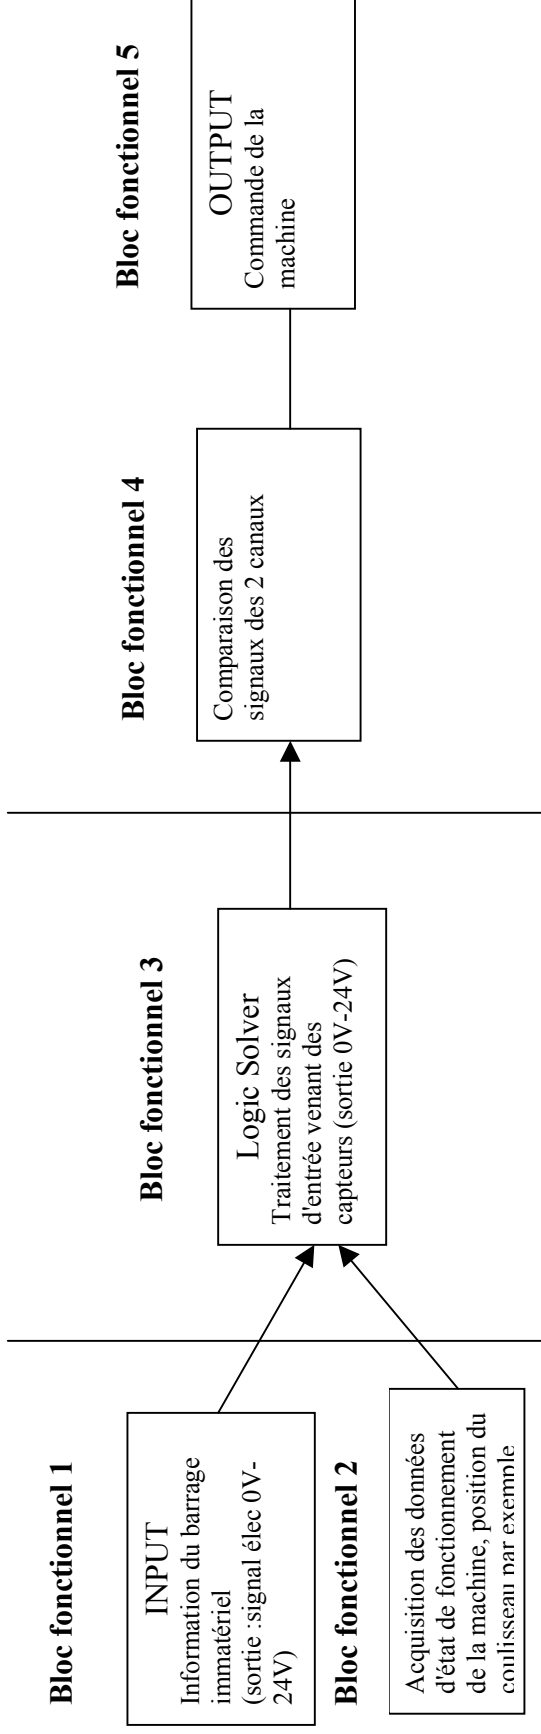 Bloc fonctionnel 1
INPUT
Information du barrage
immatériel
(sortie :signal élec 0V-
24V)
Bloc fonctionnel 2
Acquisition des données
d'état de fonctionnement
de la machine, position du
coulisseau par exemple
Bloc fonctionnel 3
Logic Solver
Traitement des signaux
d'entrée venant des
capteurs (sortie 0V-24V)
Bloc fonctionnel 4
Comparaison des
signaux des 2 canaux
Bloc fonctionnel 5
OUTPUT
Commande de la
machine